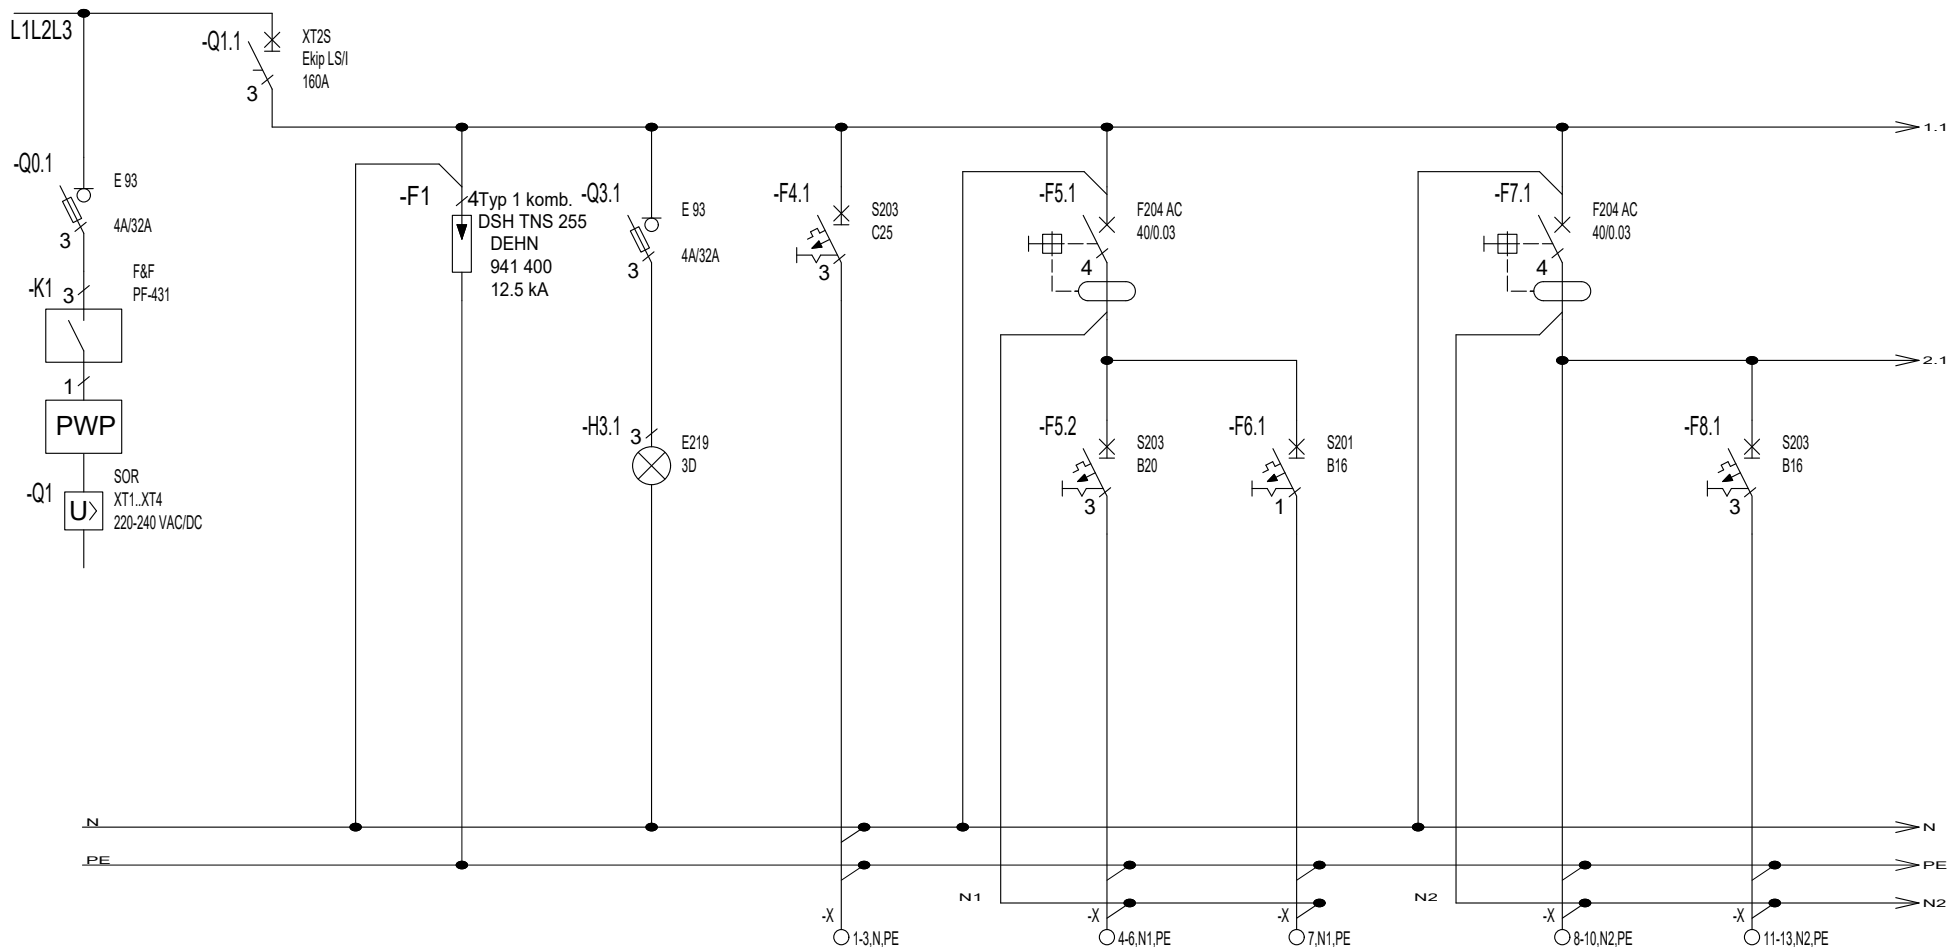 L1L2L3
-Q1.1
XT2S
Ekip LS/I
160A
3
1.1
-Q0.1
E 93
4A/32A
3
-F1
4
Typ 1 komb.
DSH TNS 255
DEHN
941 400
12.5 kA
-Q3.1
E 93
4A/32A
3
-F4.1
S203
C25
3
-F5.1
F204 AC
40/0.03
4
-F7.1
F204 AC
40/0.03
4
-K1
3
F&F
PF-431
1
2.1
PWP
-H3.1
3
E219
3D
-F5.2
S203
B20
3
-F6.1
S201
B16
1
-F8.1
S203
B16
3
-Q1
U>
SOR
XT1..XT4
220-240 VAC/DC
N
N
PE
PE
N1
N2
N2
-X
1-3,N,PE
-X
4-6,N1,PE
-X
7,N1,PE
-X
8-10,N2,PE
-X
11-13,N2,PE